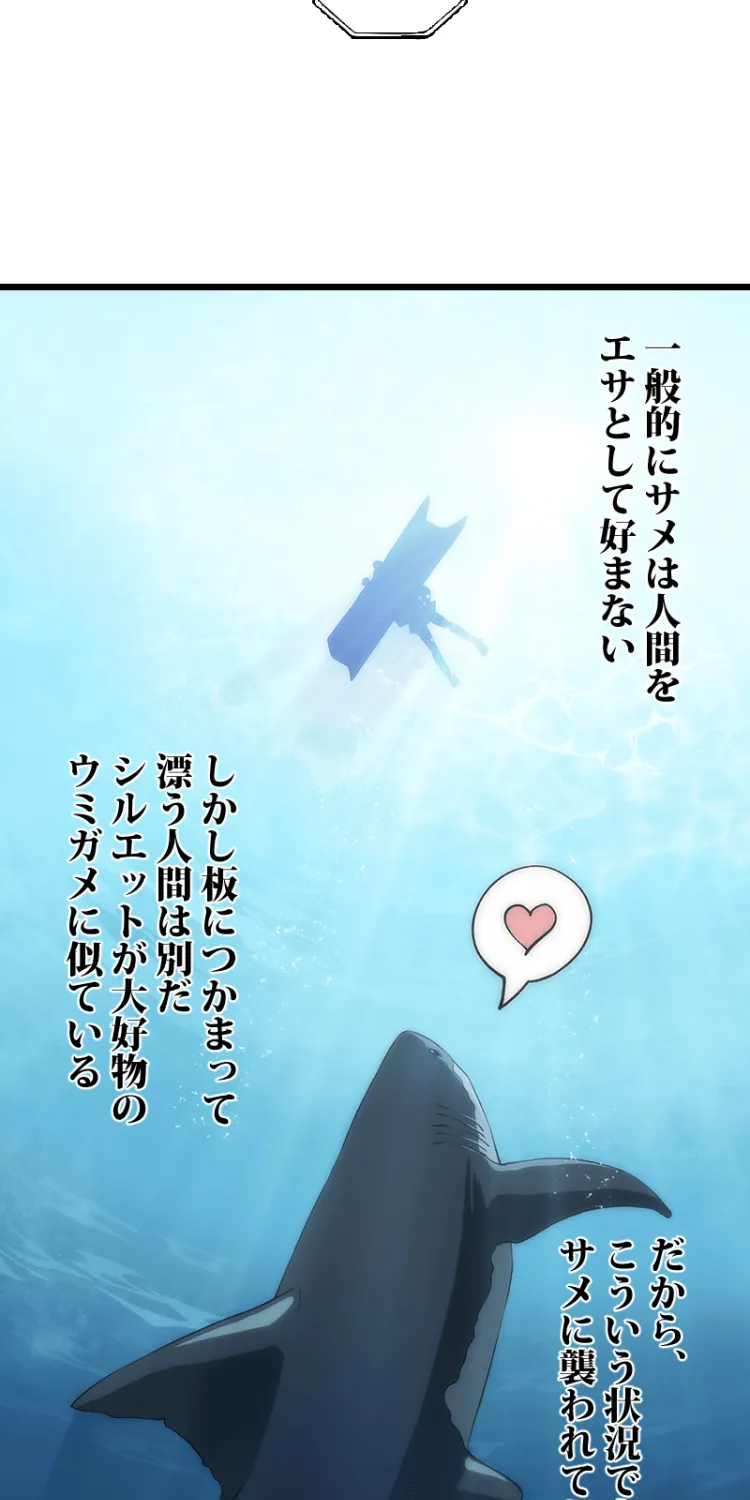 一般的にサメは人間を
エサとして好まない
しかし板につかまって
漂う人間は別だ
シルエットが大好物の
ウミガメに似ている
だから、
こういう状況で
サメに襲われて